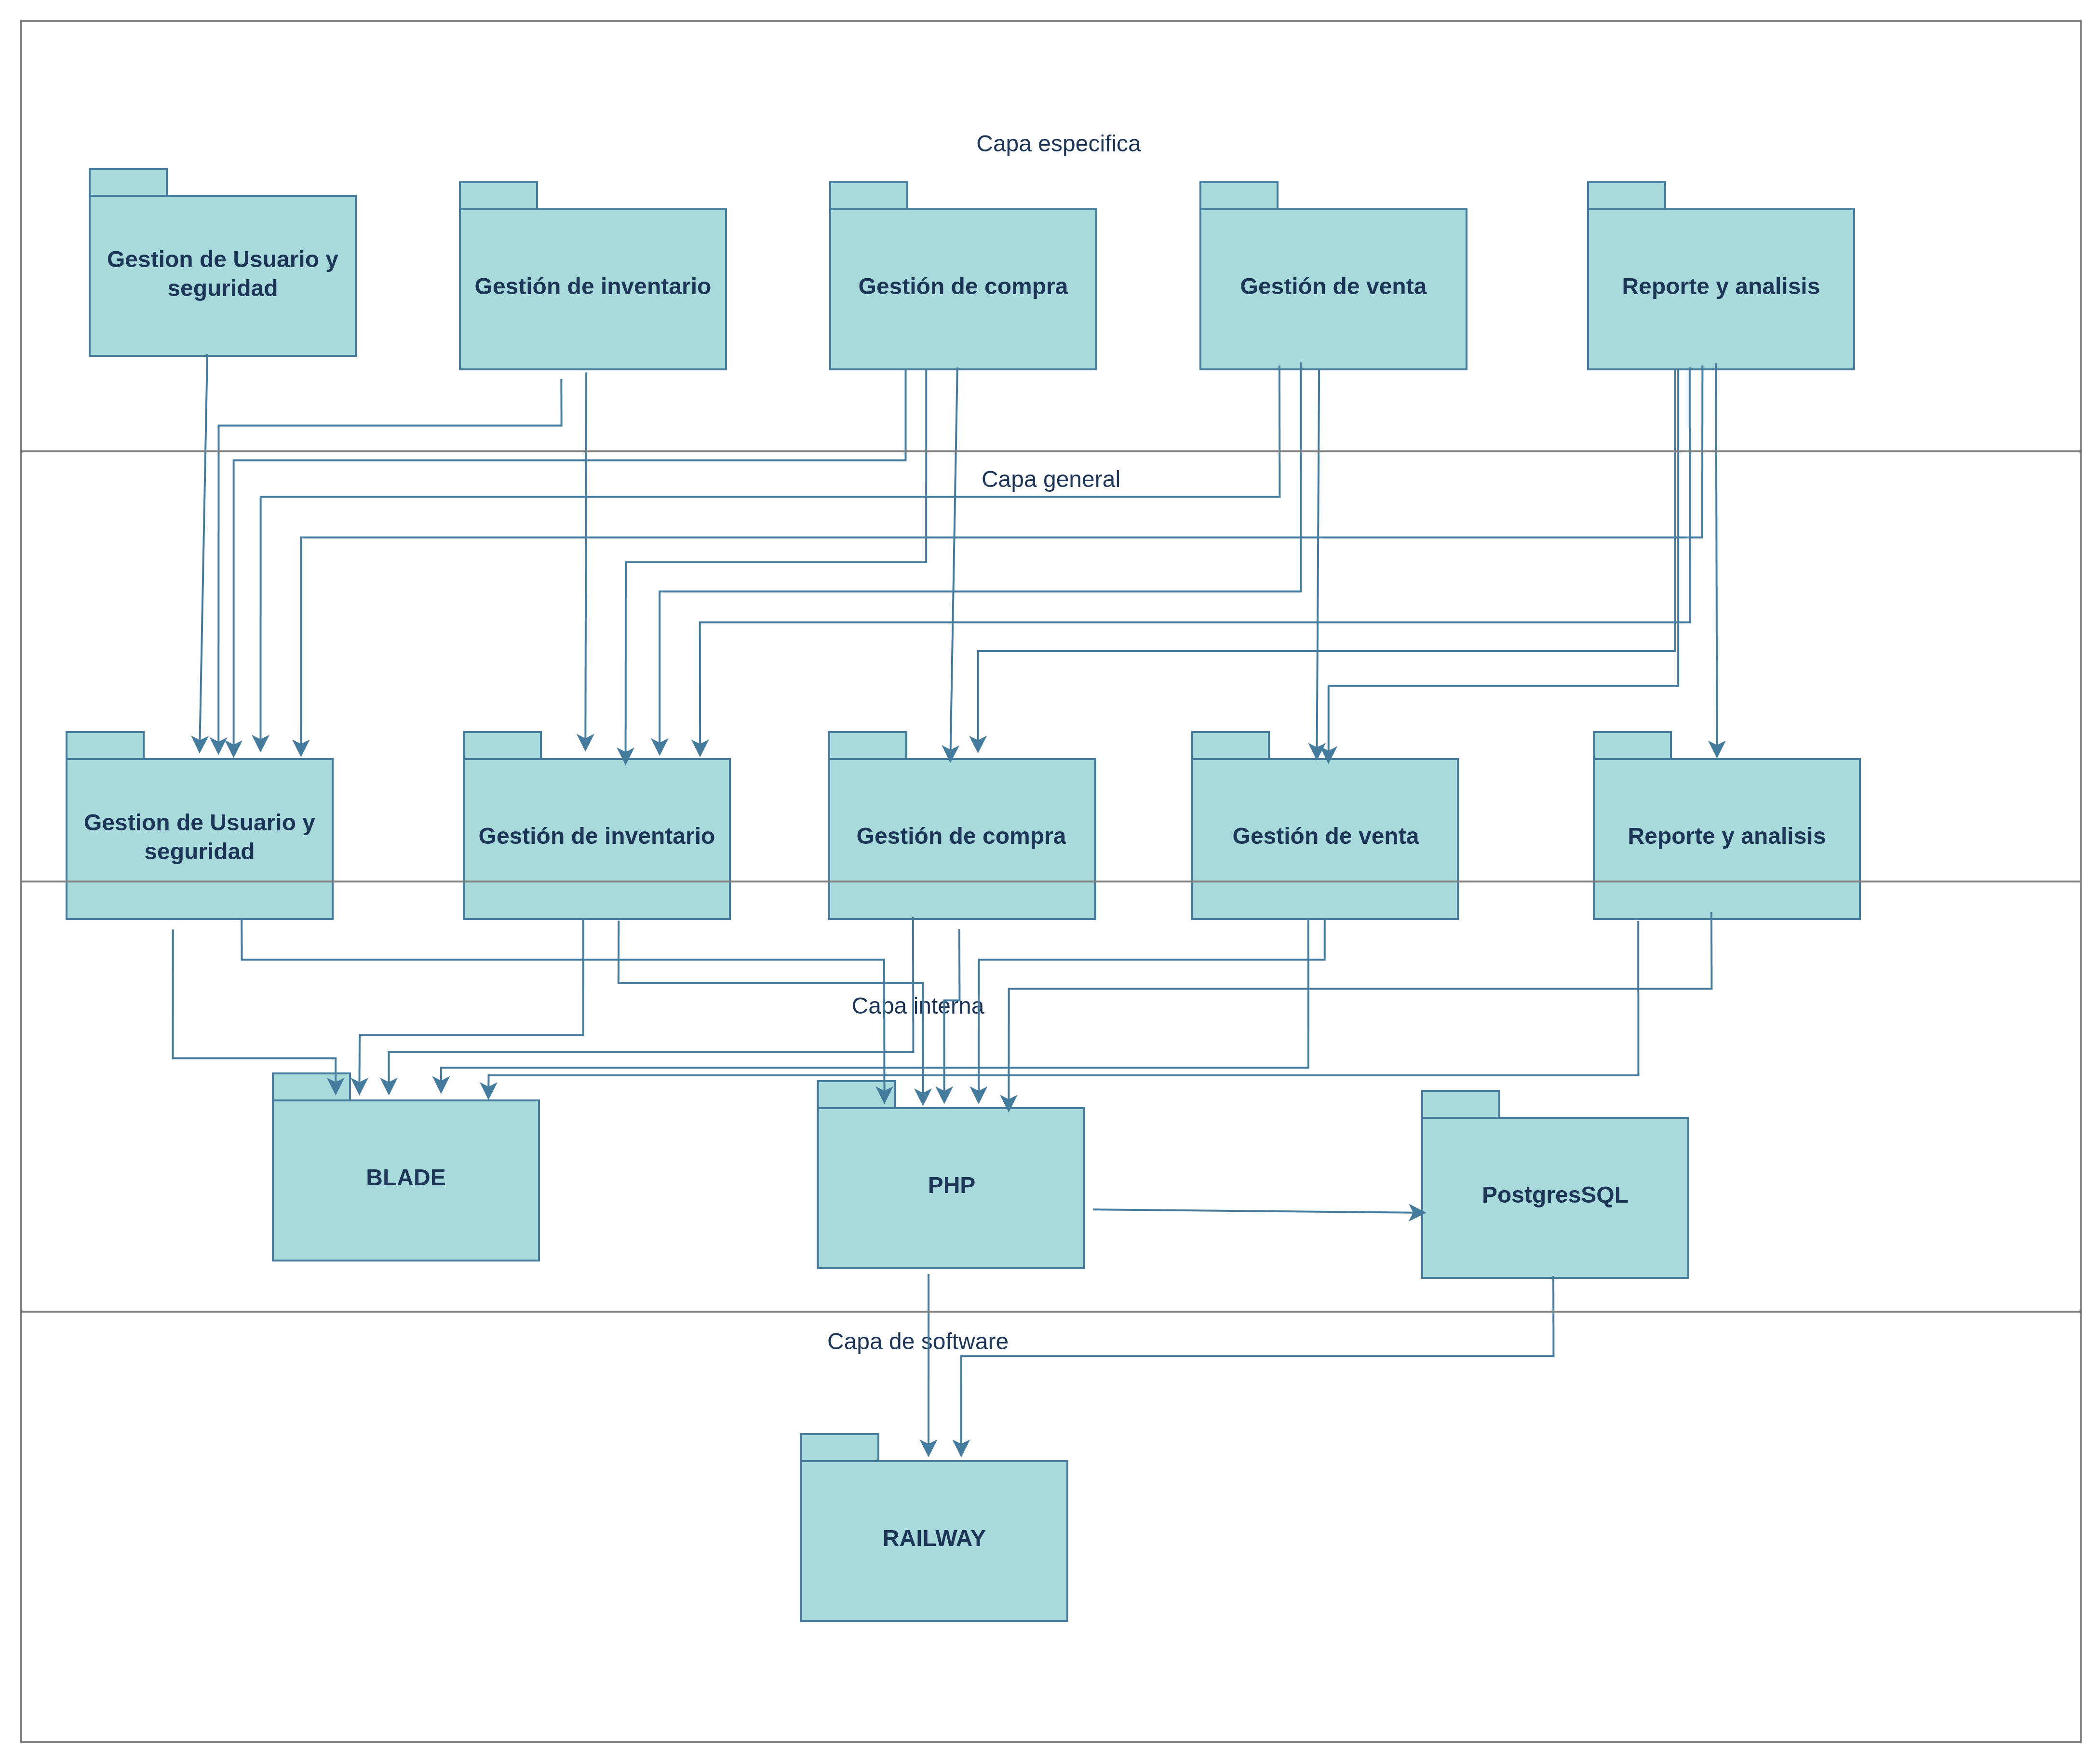 Capa especifica
Gestion de Usuario y
seguridad
Gestión de inventario
Gestión de compra
Gestión de venta
Reporte y analisis
Capa general
Gestion de Usuario y
seguridad
Gestión de inventario
Gestión de compra
Gestión de venta
Reporte y analisis
Capa interna
BLADE
PHP
PostgresSQL
Capa de software
RAILWAY